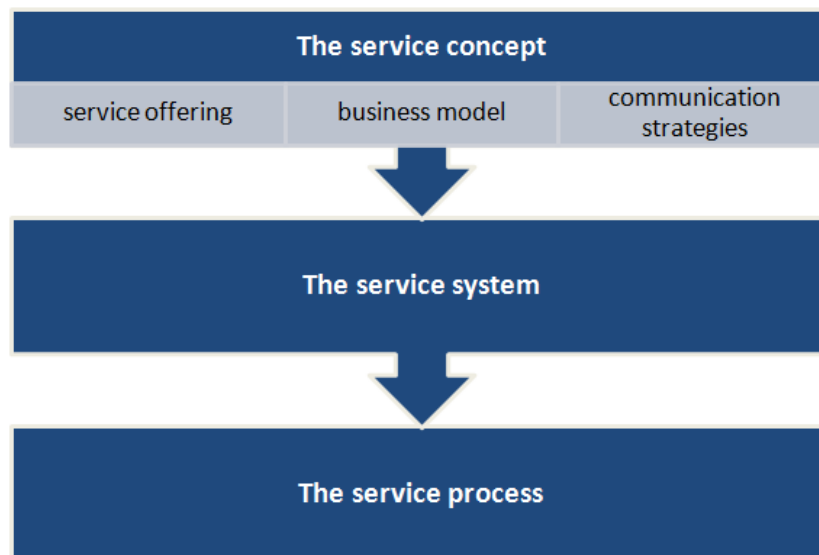 The service concept
service offering
business model
communication
strategies
The service system
The service process